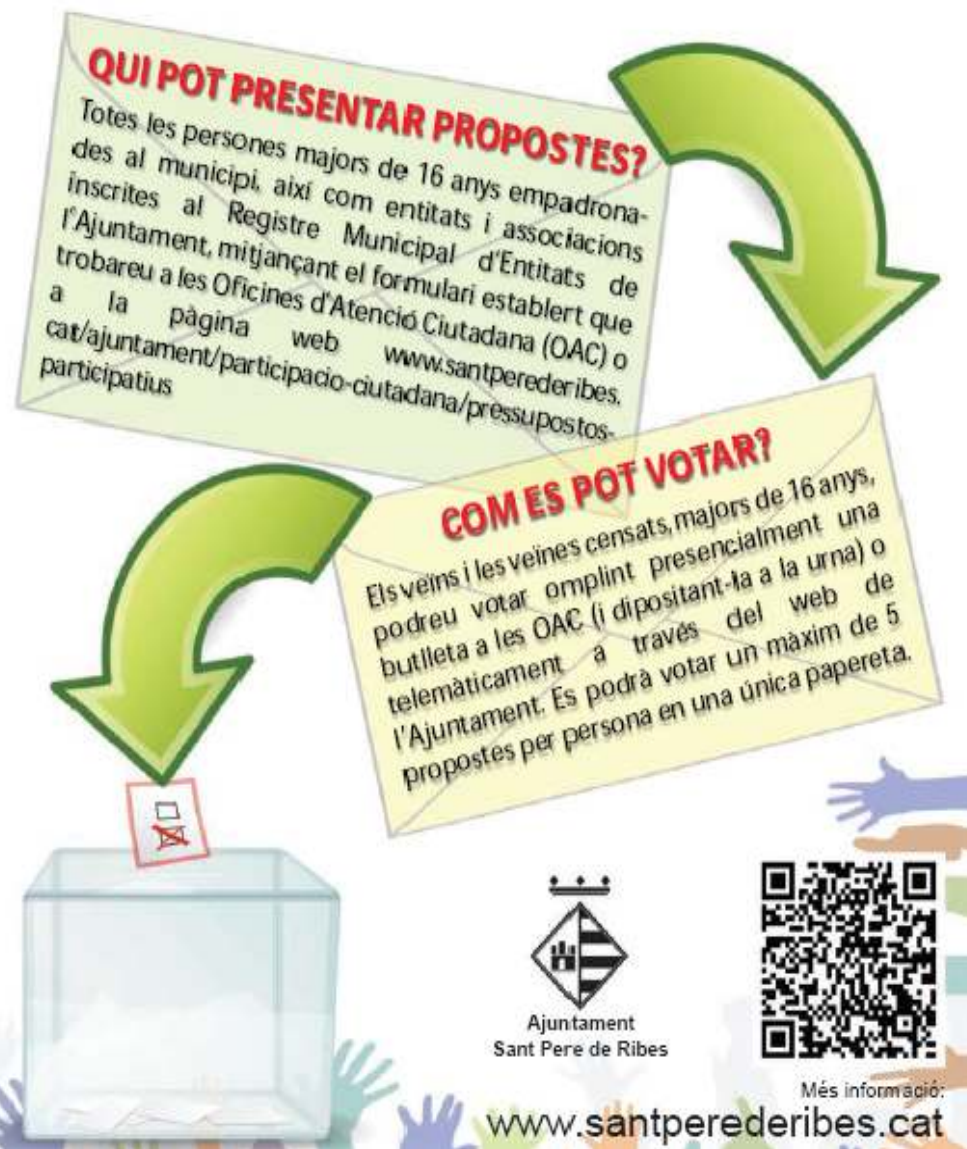 QUI POT PRESENTAR PROPOSTES?
Totes les persones majors de 16 anys empadrona-
des al municipi, així com entitats i associacions
inscrites al Registre Municipal d'Entitats de
l'Ajuntament, mitjançant el formulari establert que
trobareu a les Oficines d'Atenció Ciutadana (OAC) o
a la pàgina web www.santperederibes.
cat/ajuntament/participacio-ciutadana/pressupostos-
participatius
COM ES POT VOTAR?
Els veïns i les veïnes censats, majors de 16 anys,
podreu votar omplint presencialment una
butlleta a les OAC (i dipositant-la a la urna) o
telemàticament a través del web de
l'Ajuntament. Es podrà votar un màxim de 5
propostes per persona en una única papereta.
Ajuntament
Sant Pere de Ribes
Més informació:
www.santperederibes.cat